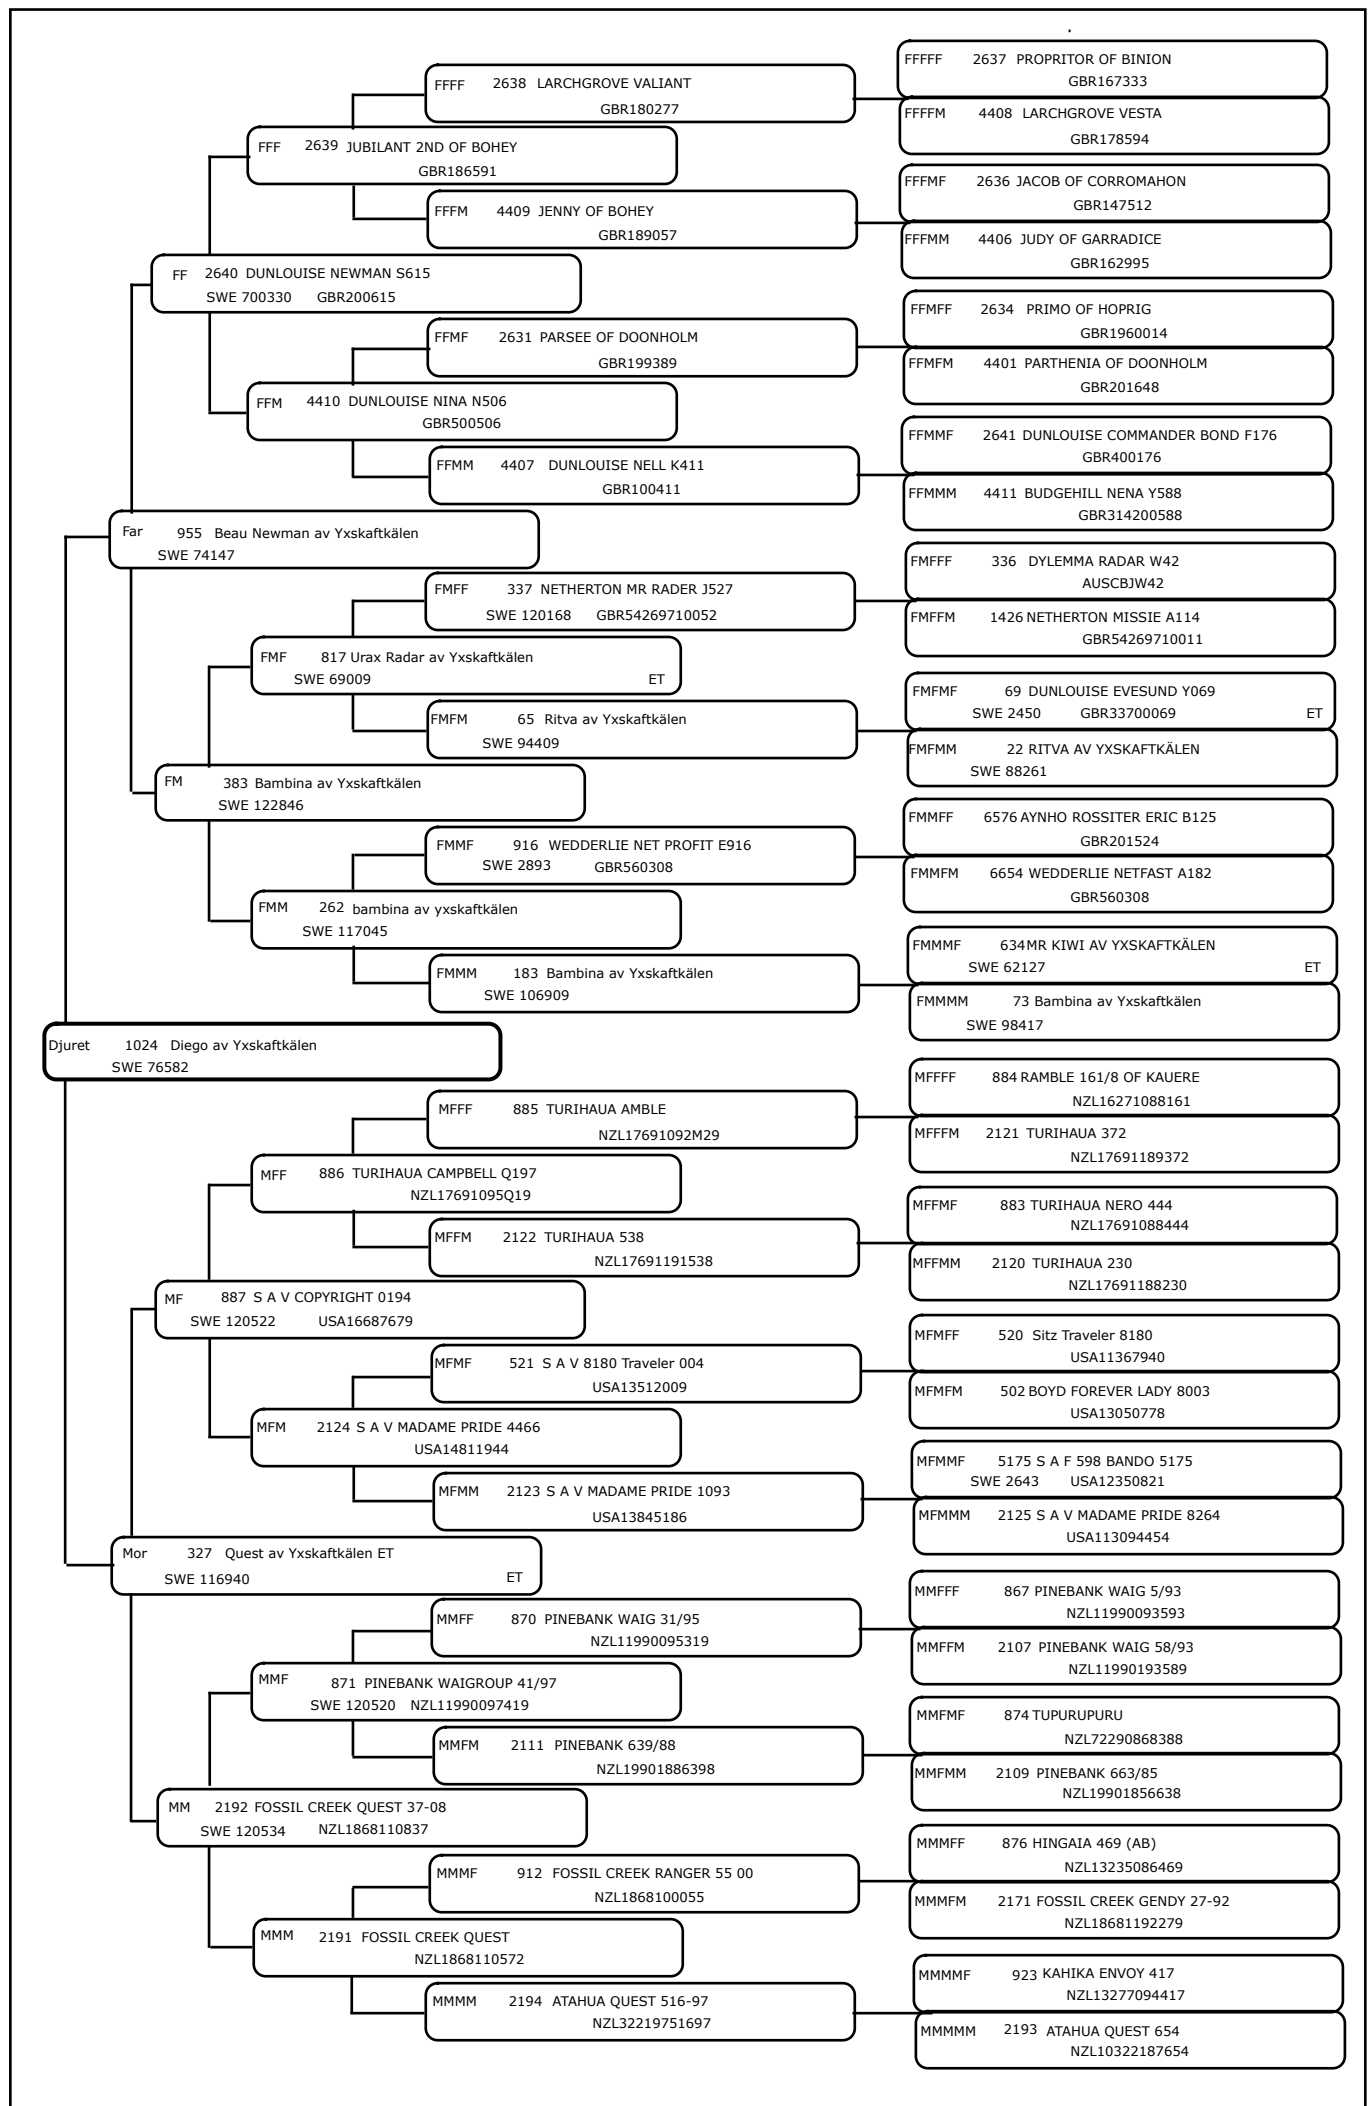 FFFFF 2637 PROPRITOR OF BINION
GBR167333
FFFF 2638 LARCHGROVE VALIANT
GBR180277
FFFFM 4408 LARCHGROVE VESTA
GBR178594
FFF 2639 JUBILANT 2ND OF BOHEY
GBR186591
FFFMF 2636 JACOB OF CORROMAHON
GBR147512
FFFM 4409 JENNY OF BOHEY
GBR189057
FFFMM 4406 JUDY OF GARRADICE
GBR162995
FF 2640 DUNLOUISE NEWMAN S615
SWE 700330 GBR200615
FFMFF 2634 PRIMO OF HOPRIG
GBR1960014
FFMF 2631 PARSEE OF DOONHOLM
GBR199389
FFMFM 4401 PARTHENIA OF DOONHOLM
GBR201648
FFM 4410 DUNLOUISE NINA N506
GBR500506
FFMMF 2641 DUNLOUISE COMMANDER BOND F176
GBR400176
FFMM 4407 DUNLOUISE NELL K411
GBR100411
FFMMM 4411 BUDGEHILL NENA Y588
GBR314200588
Far 955 Beau Newman av Yxskaftkälen
SWE 74147
FMFFF 336 DYLEMMA RADAR W42
AUSCBJW42
FMFF 337 NETHERTON MR RADER J527
SWE 120168 GBR54269710052
FMFFM 1426 NETHERTON MISSIE A114
GBR54269710011
FMF 817 Urax Radar av Yxskaftkälen
SWE 69009 ET
FMFMF 69 DUNLOUISE EVESUND Y069
SWE 2450 GBR33700069 ET
FMFM 65 Ritva av Yxskaftkälen
SWE 94409
FMFMM 22 RITVA AV YXSKAFTKÄLEN
SWE 88261
FM 383 Bambina av Yxskaftkälen
SWE 122846
FMMFF 6576 AYNHO ROSSITER ERIC B125
GBR201524
FMMF 916 WEDDERLIE NET PROFIT E916
SWE 2893 GBR560308
FMMFM 6654 WEDDERLIE NETFAST A182
GBR560308
FMM 262 bambina av yxskaftkälen
SWE 117045
FMMMF 634 MR KIWI AV YXSKAFTKÄLEN
SWE 62127 ET
FMMM 183 Bambina av Yxskaftkälen
SWE 106909
FMMMM 73 Bambina av Yxskaftkälen
SWE 98417
Djuret 1024 Diego av Yxskaftkälen
SWE 76582
MFFFF 884 RAMBLE 161/8 OF KAUERE
NZL16271088161
MFFF 885 TURIHAUA AMBLE
NZL17691092M29
MFFFM 2121 TURIHAUA 372
NZL17691189372
MFF 886 TURIHAUA CAMPBELL Q197
NZL17691095Q19
MFFMF 883 TURIHAUA NERO 444
NZL17691088444
MFFM 2122 TURIHAUA 538
NZL17691191538
MFFMM 2120 TURIHAUA 230
NZL17691188230
MF 887 S A V COPYRIGHT 0194
SWE 120522 USA16687679
MFMFF 520 Sitz Traveler 8180
USA11367940
MFMF 521 S A V 8180 Traveler 004
USA13512009
MFMFM 502 BOYD FOREVER LADY 8003
USA13050778
MFM 2124 S A V MADAME PRIDE 4466
USA14811944
MFMMF 5175 S A F 598 BANDO 5175
SWE 2643 USA12350821
MFMM 2123 S A V MADAME PRIDE 1093
USA13845186
MFMMM 2125 S A V MADAME PRIDE 8264
USA113094454
Mor 327 Quest av Yxskaftkälen ET
SWE 116940 ET
MMFFF 867 PINEBANK WAIG 5/93
NZL11990093593
MMFF 870 PINEBANK WAIG 31/95
NZL11990095319
MMFFM 2107 PINEBANK WAIG 58/93
NZL11990193589
MMF 871 PINEBANK WAIGROUP 41/97
SWE 120520 NZL11990097419
MMFMF 874 TUPURUPURU
NZL72290868388
MMFM 2111 PINEBANK 639/88
NZL19901886398
MMFMM 2109 PINEBANK 663/85
NZL19901856638
MM 2192 FOSSIL CREEK QUEST 37-08
SWE 120534 NZL1868110837
MMMFF 876 HINGAIA 469 (AB)
NZL13235086469
MMMF 912 FOSSIL CREEK RANGER 55 00
NZL1868100055
MMMFM 2171 FOSSIL CREEK GENDY 27-92
NZL18681192279
MMM 2191 FOSSIL CREEK QUEST
NZL1868110572
MMMMF 923 KAHIKA ENVOY 417
NZL13277094417
MMMM 2194 ATAHUA QUEST 516-97
NZL32219751697
MMMMM 2193 ATAHUA QUEST 654
NZL10322187654